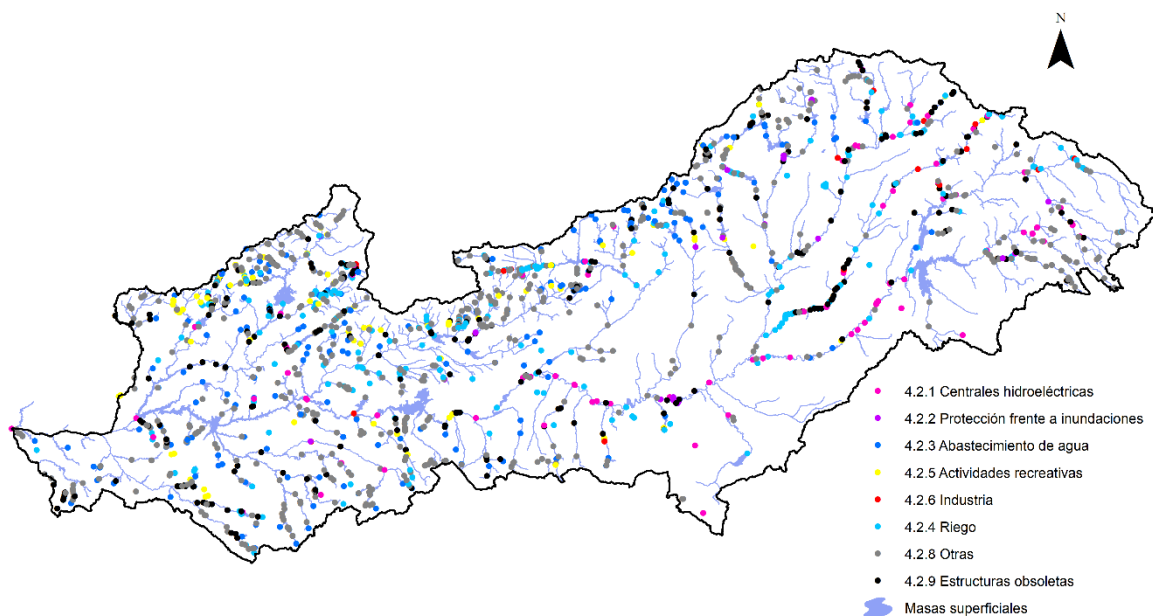 N
4.2.1 Centrales hidroeléctricas
4.2.2 Protección frente a inundaciones
4.2.3 Abastecimiento de agua
4.2.5 Actividades recreativas
4.2.6 Industria
4.2.4 Riego
4.2.8 Otras
4.2.9 Estructuras obsoletas
Masas superficiales